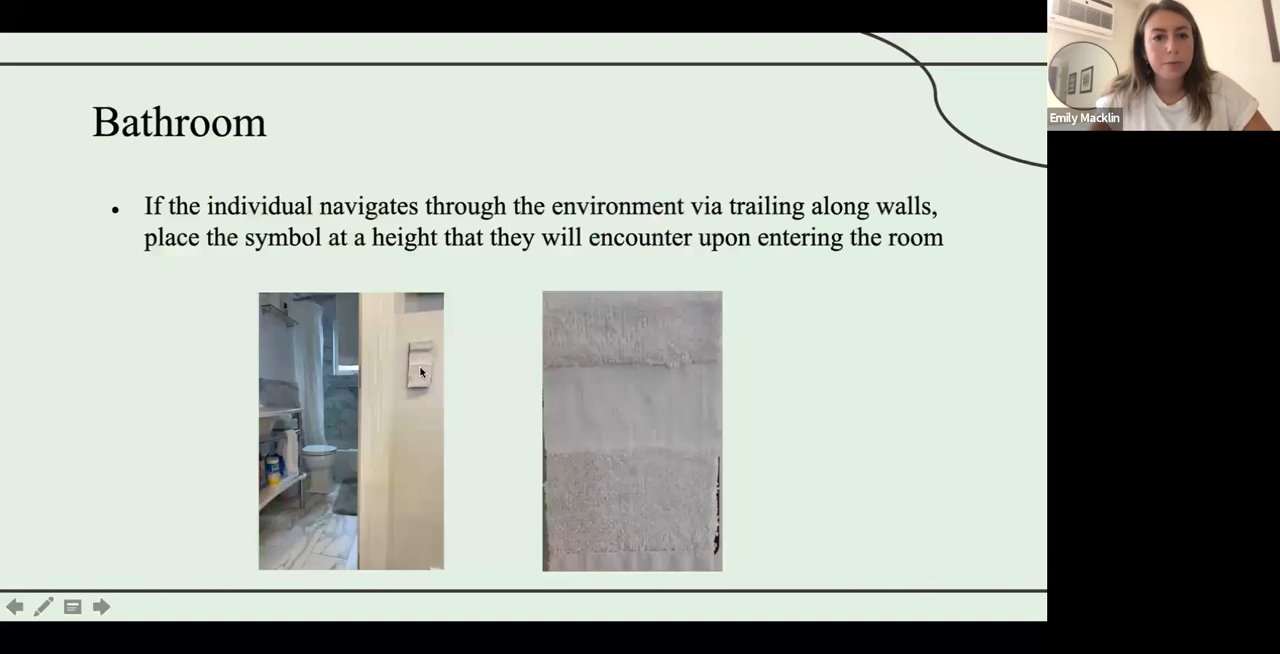 Bathroom
• If the individual navigates through the environment via trailing along walls,
place the symbol at a height that they will encounter upon entering the room
Emily Macklin